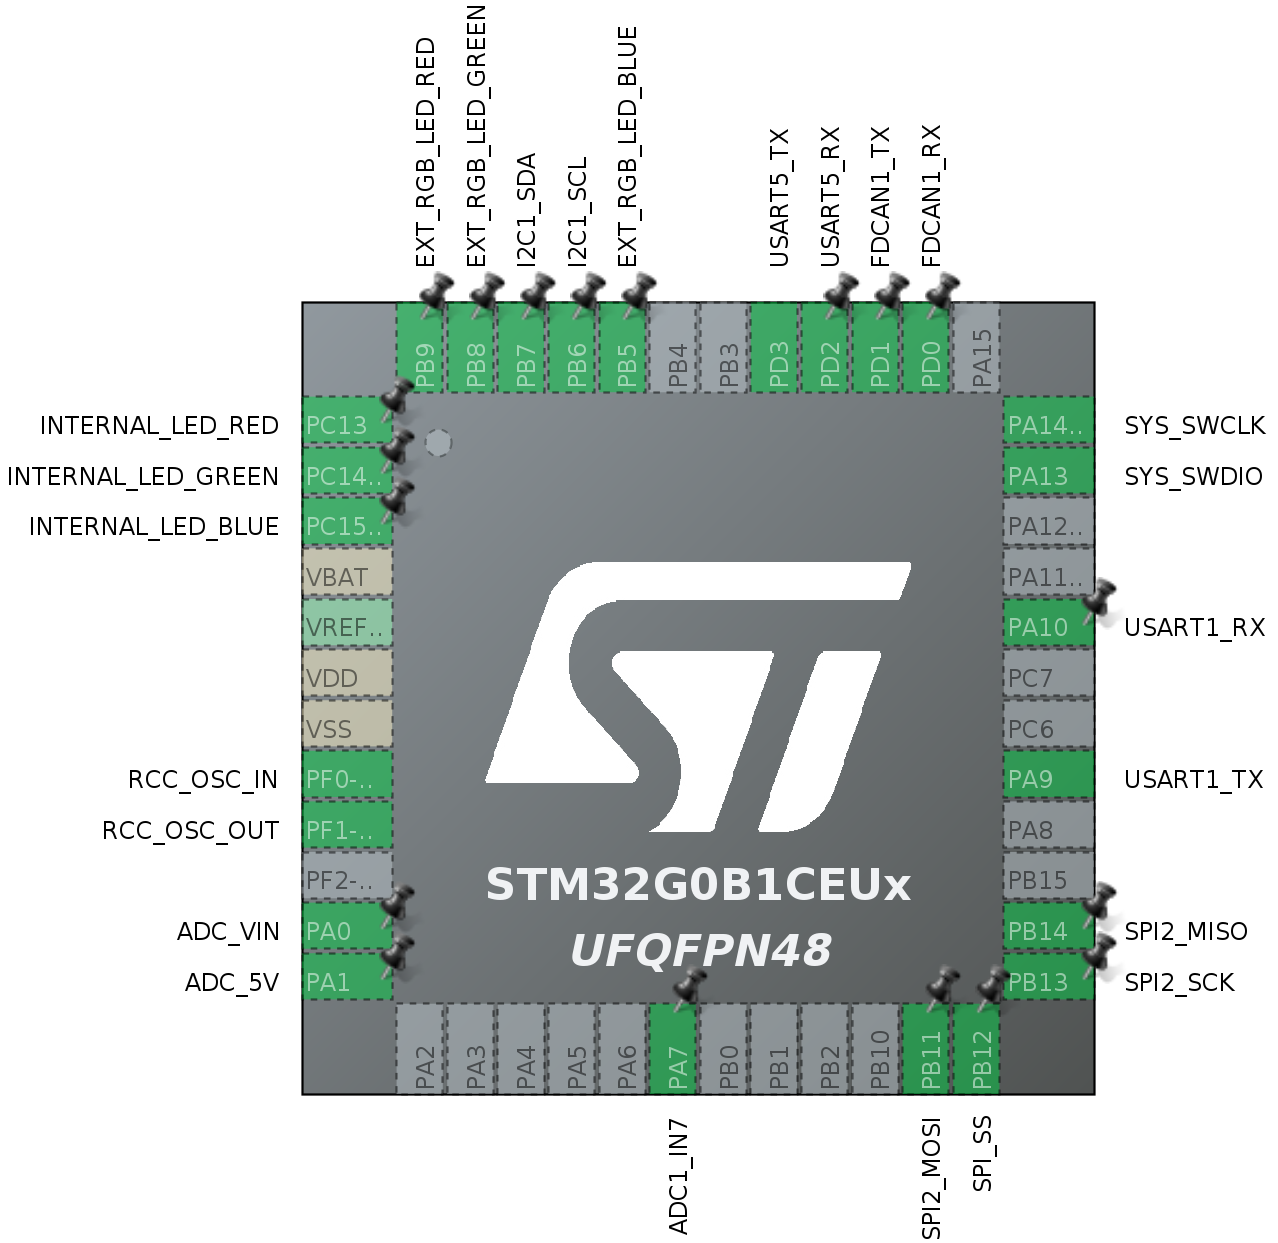 EXT_RGB_LED_RED
EXT_RGB_LED_GREEN
I2C1_SDA
I2C1_SCL
EXT_RGB_LED_BLUE
USART5_TX
USART5_RX
FDCAN1_TX
FDCAN1_RX
PB9
PB8
PB7
PB6
PB5
PB4
PB3
PD3
PD2
PD1
PD0
PA15
INTERNAL_LED_RED
PC13
INTERNAL_LED_GREEN
PC14..
INTERNAL_LED_BLUE
PC15..
VBAT
VREF..
VDD
VSS
RCC_OSC_IN
PF0-..
RCC_OSC_OUT
PF1-..
PF2-..
ADC_VIN
PA0
ADC_5V
PA1
PA14..
SYS_SWCLK
PA13
SYS_SWDIO
PA12..
PA11..
PA10
USART1_RX
PC7
PC6
PA9
USART1_TX
PA8
PB15
PB14
SPI2_MISO
PB13
SPI2_SCK
ST
STM32G0B1CEUx
UFQFPN48
PA2
PA3
PA4
PA5
PA6
PA7
PB0
PB1
PB2
PB10
PB11
PB12
ADC1_IN7
SPI2_MOSI
SPI_SS